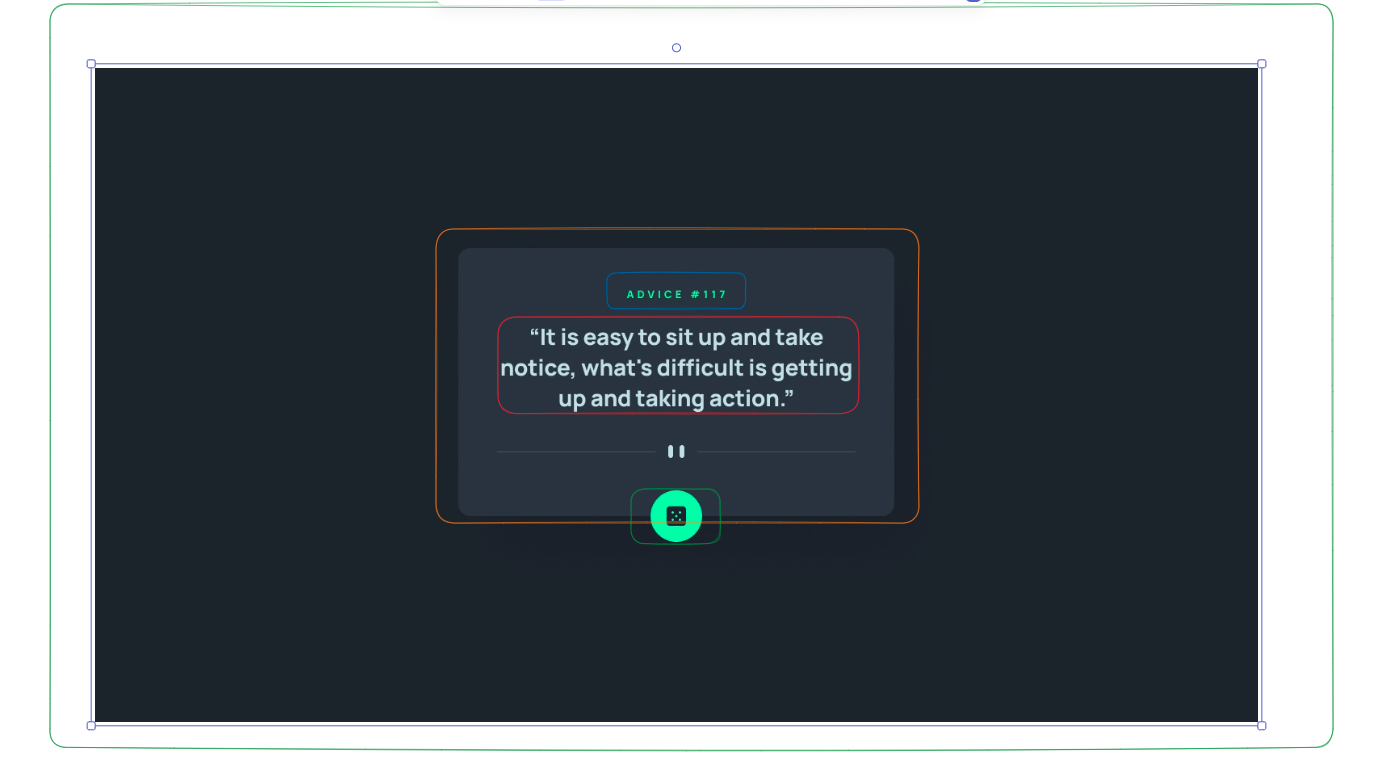 ADVICE #117
“It is easy to sit up and take
notice, what's difficult is getting
up and taking action.”